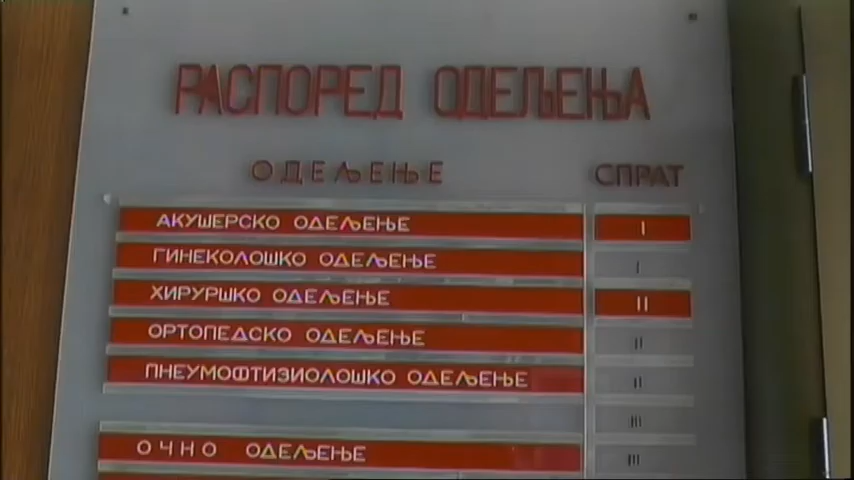 РАСПОРЕД ОДЕЉЕЊА
ОДЕЉЕЊЕ СПРАТ
АКУШЕРСКО ОДЕЉЕЊЕ I
ГИНЕКОЛОШКО ОДЕЉЕЊЕ I
ХИРУРШКО ОДЕЉЕЊЕ II
ОРТОПЕДСКО ОДЕЉЕЊЕ II
ПНЕУМОФТИЗИОЛОШКО ОДЕЉЕЊЕ II
III
ОЧНО ОДЕЉЕЊЕ III